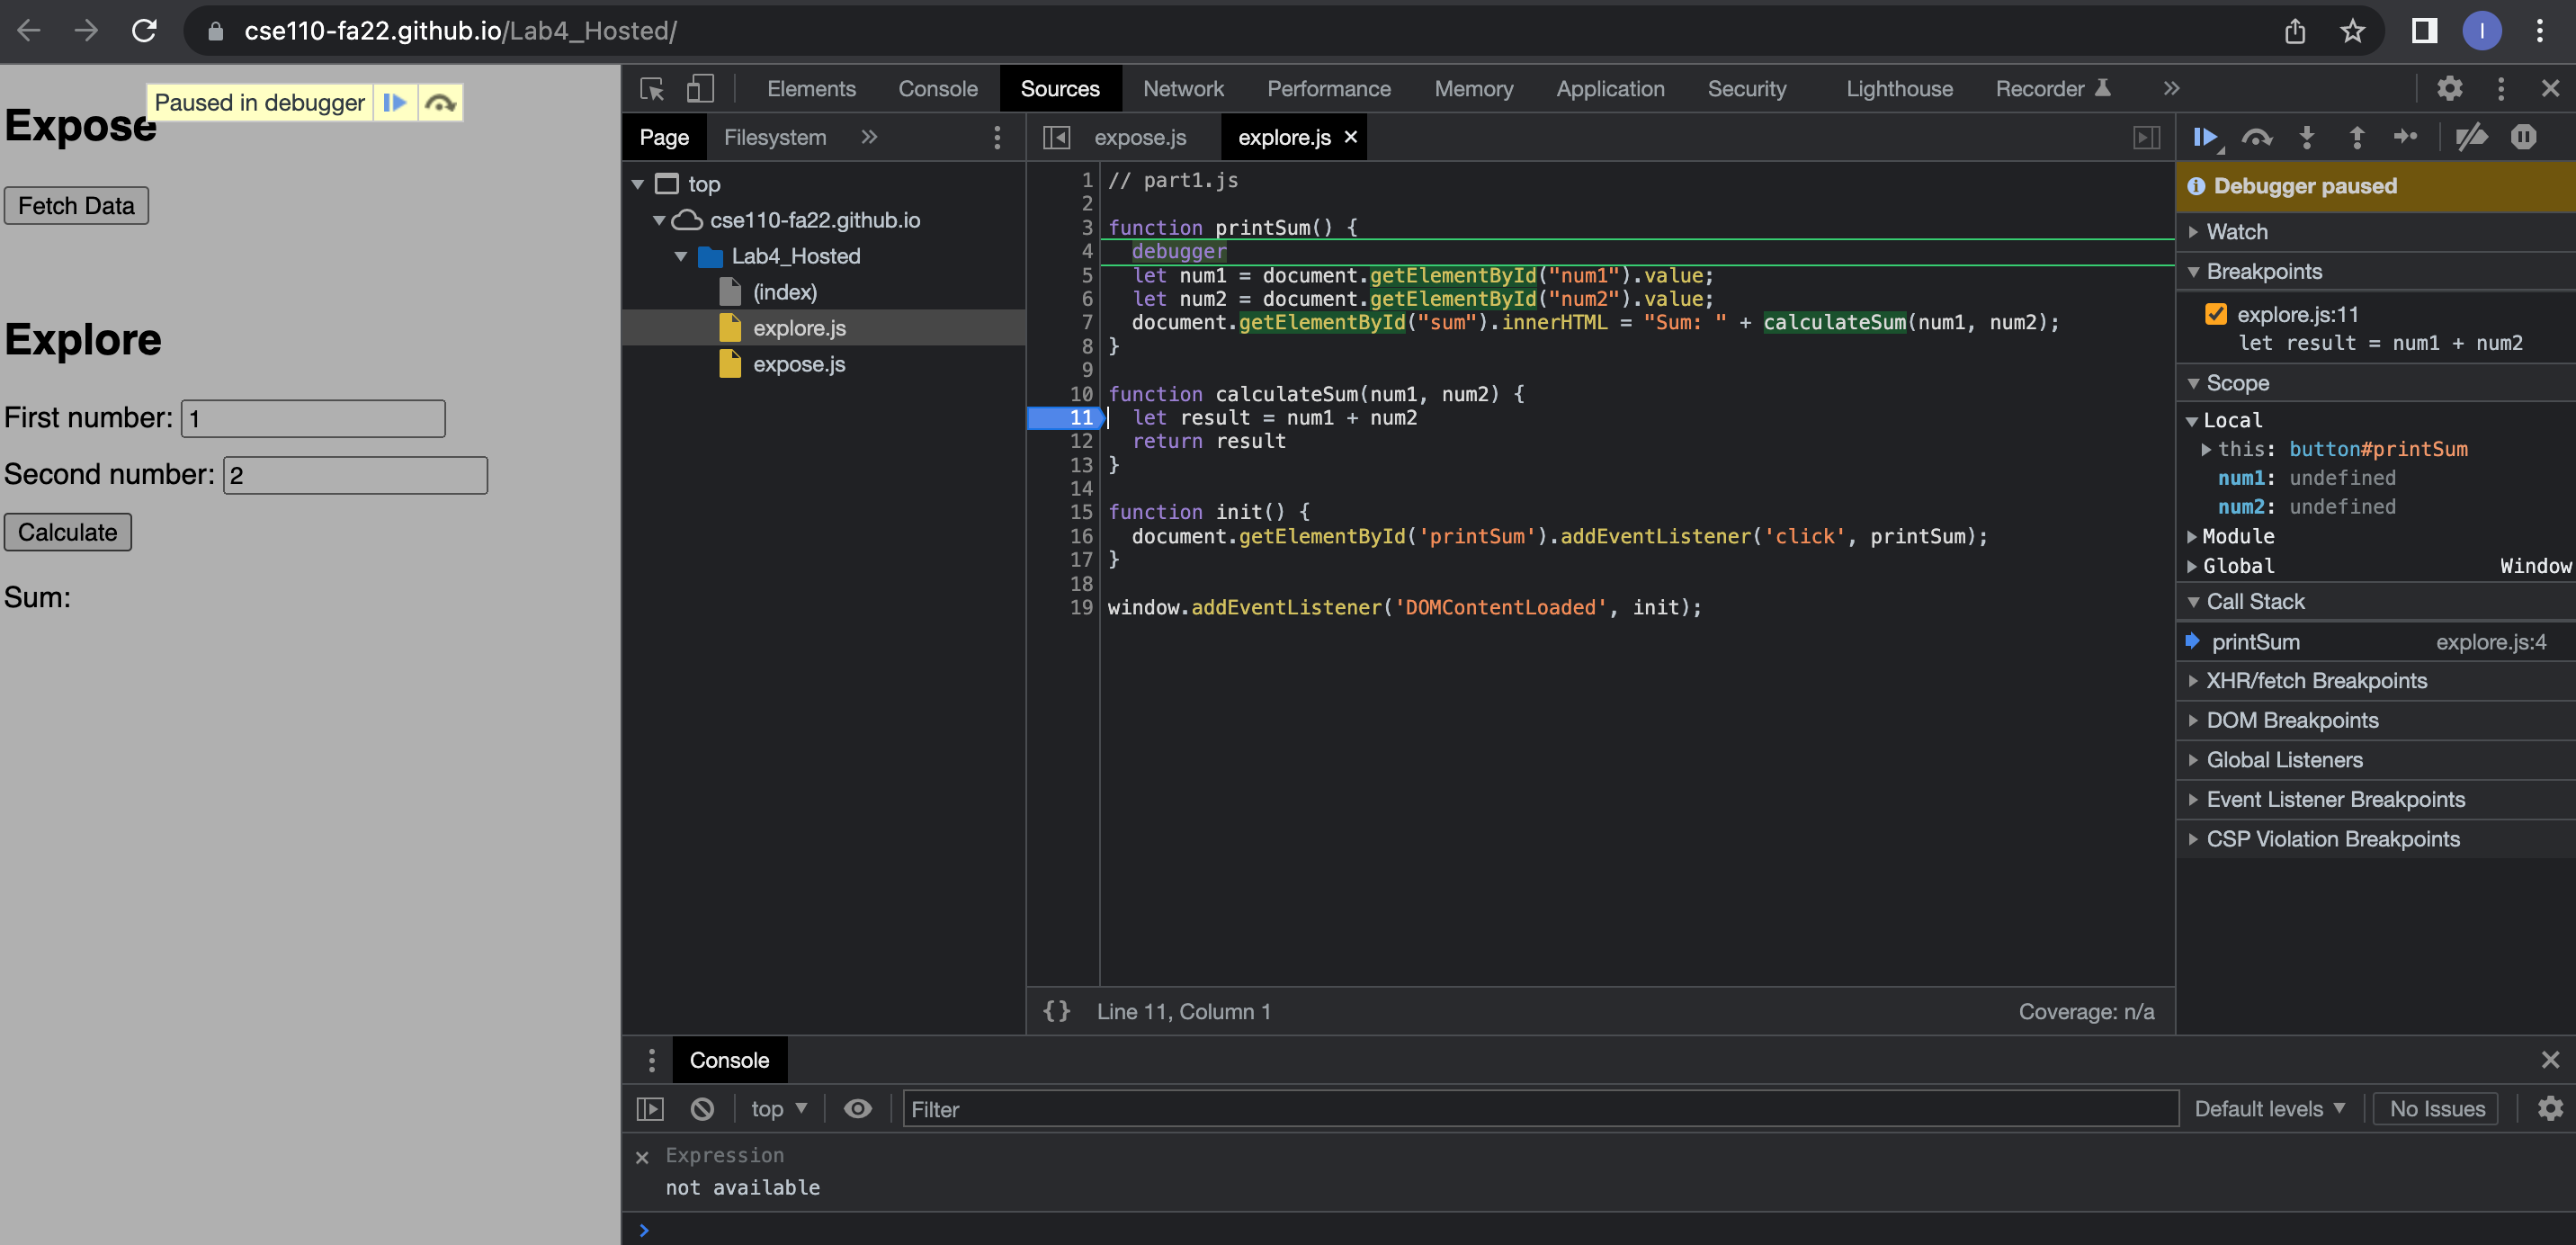 cse110-fa22.github.io/Lab4_Hosted/
I
Paused in debugger
Expose
Fetch Data
Explore
First number: 1
Second number: 2
Calculate
Sum:
Elements Console Sources Network Performance Memory Application Security Lighthouse Recorder
Page Filesystem
top
cse110-fa22.github.io
Lab4_Hosted
(index)
explore.js
expose.js
expose.js explore.js
1 // part1.js
2
3 function printSum() {
4 debugger
5 let num1 = document.getElementById("num1").value;
6 let num2 = document.getElementById("num2").value;
7 document.getElementById("sum").innerHTML = "Sum: " + calculateSum(num1, num2);
8 }
9
10 function calculateSum(num1, num2) {
11 let result = num1 + num2
12 return result
13 }
14
15 function init() {
16 document.getElementById('printSum').addEventListener('click', printSum);
17 }
18
19 window.addEventListener('DOMContentLoaded', init);
{} Line 11, Column 1 Coverage: n/a
Debugger paused
Watch
Breakpoints
explore.js:11
let result = num1 + num2
Scope
Local
this: button#printSum
num1: undefined
num2: undefined
Module
Global Window
Call Stack
printSum explore.js:4
XHR/fetch Breakpoints
DOM Breakpoints
Global Listeners
Event Listener Breakpoints
CSP Violation Breakpoints
Console
top Filter Default levels No Issues
Expression
not available